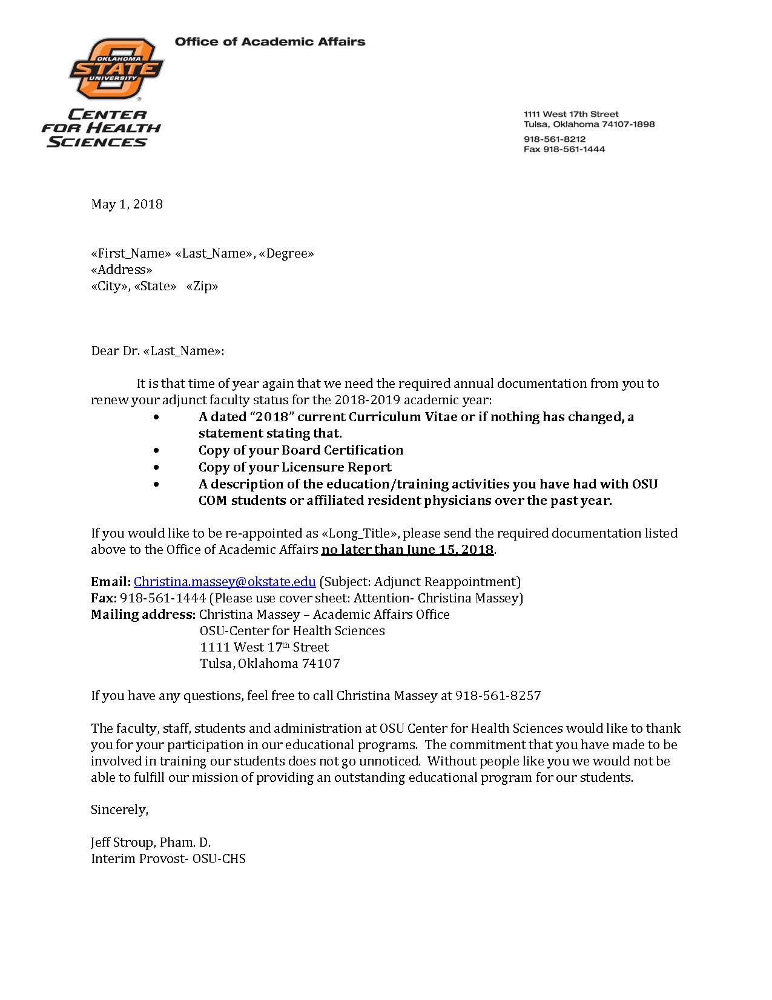 Office of Academic Affairs
OKLAHOMA
STATE
UNIVERSITY
®
CENTER
FOR HEALTH
SCIENCES
1111 West 17th Street
Tulsa, Oklahoma 74107-1898
918-561-8212
Fax 918-561-1444
May 1, 2018
«First_Name» «Last_Name», «Degree»
«Address»
«City», «State»   «Zip»
Dear Dr. «Last_Name»:
It is that time of year again that we need the required annual documentation from you to
renew your adjunct faculty status for the 2018-2019 academic year:
• A dated “2018” current Curriculum Vitae or if nothing has changed, a
statement stating that.
• Copy of your Board Certification
• Copy of your Licensure Report
• A description of the education/training activities you have had with OSU
COM students or affiliated resident physicians over the past year.
If you would like to be re-appointed as «Long_Title», please send the required documentation listed
above to the Office of Academic Affairs no later than June 15, 2018.
Email: Christina.massey@okstate.edu (Subject: Adjunct Reappointment)
Fax: 918-561-1444 (Please use cover sheet: Attention- Christina Massey)
Mailing address: Christina Massey – Academic Affairs Office
OSU-Center for Health Sciences
1111 West 17th Street
Tulsa, Oklahoma 74107
If you have any questions, feel free to call Christina Massey at 918-561-8257
The faculty, staff, students and administration at OSU Center for Health Sciences would like to thank
you for your participation in our educational programs.  The commitment that you have made to be
involved in training our students does not go unnoticed.  Without people like you we would not be
able to fulfill our mission of providing an outstanding educational program for our students.
Sincerely,
Jeff Stroup, Pham. D.
Interim Provost- OSU-CHS